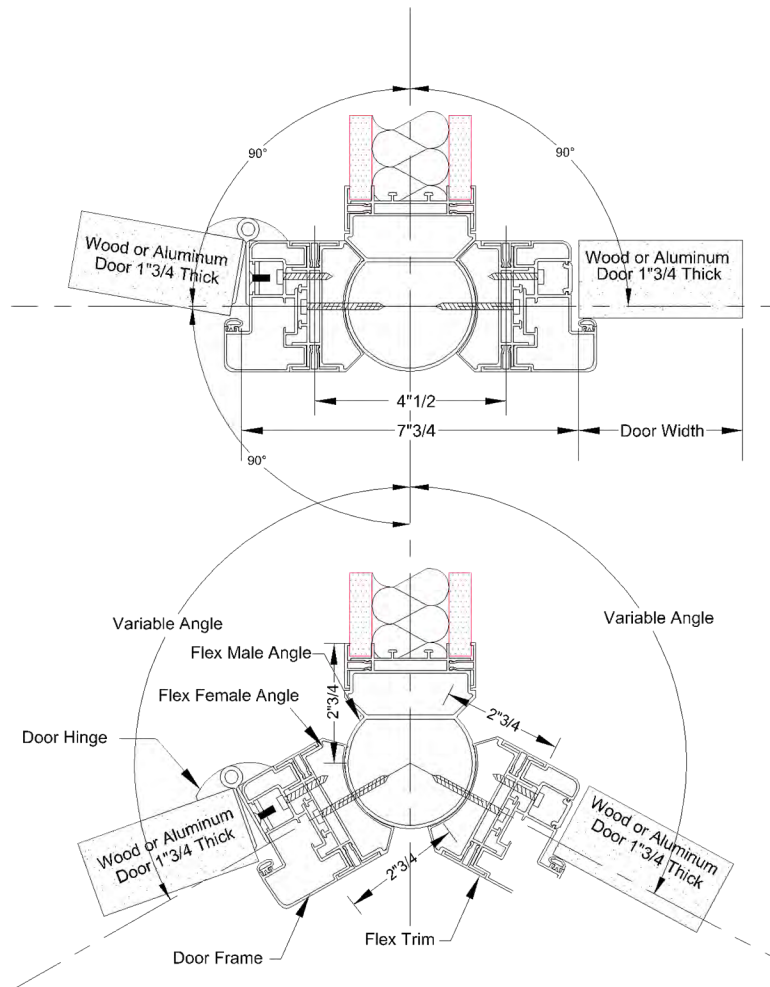 90°
90°
Wood or Aluminum
Door 1"3/4 Thick
Wood or Aluminum
Door 1"3/4 Thick
4"1/2
7"3/4
Door Width
90°
Variable Angle
Variable Angle
Flex Male Angle
2"3/4
Flex Female Angle
2"3/4
Door Hinge
Wood or Aluminum
Door 1"3/4 Thick
Wood or Aluminum
Door 1"3/4 Thick
2"3/4
Flex Trim
Door Frame